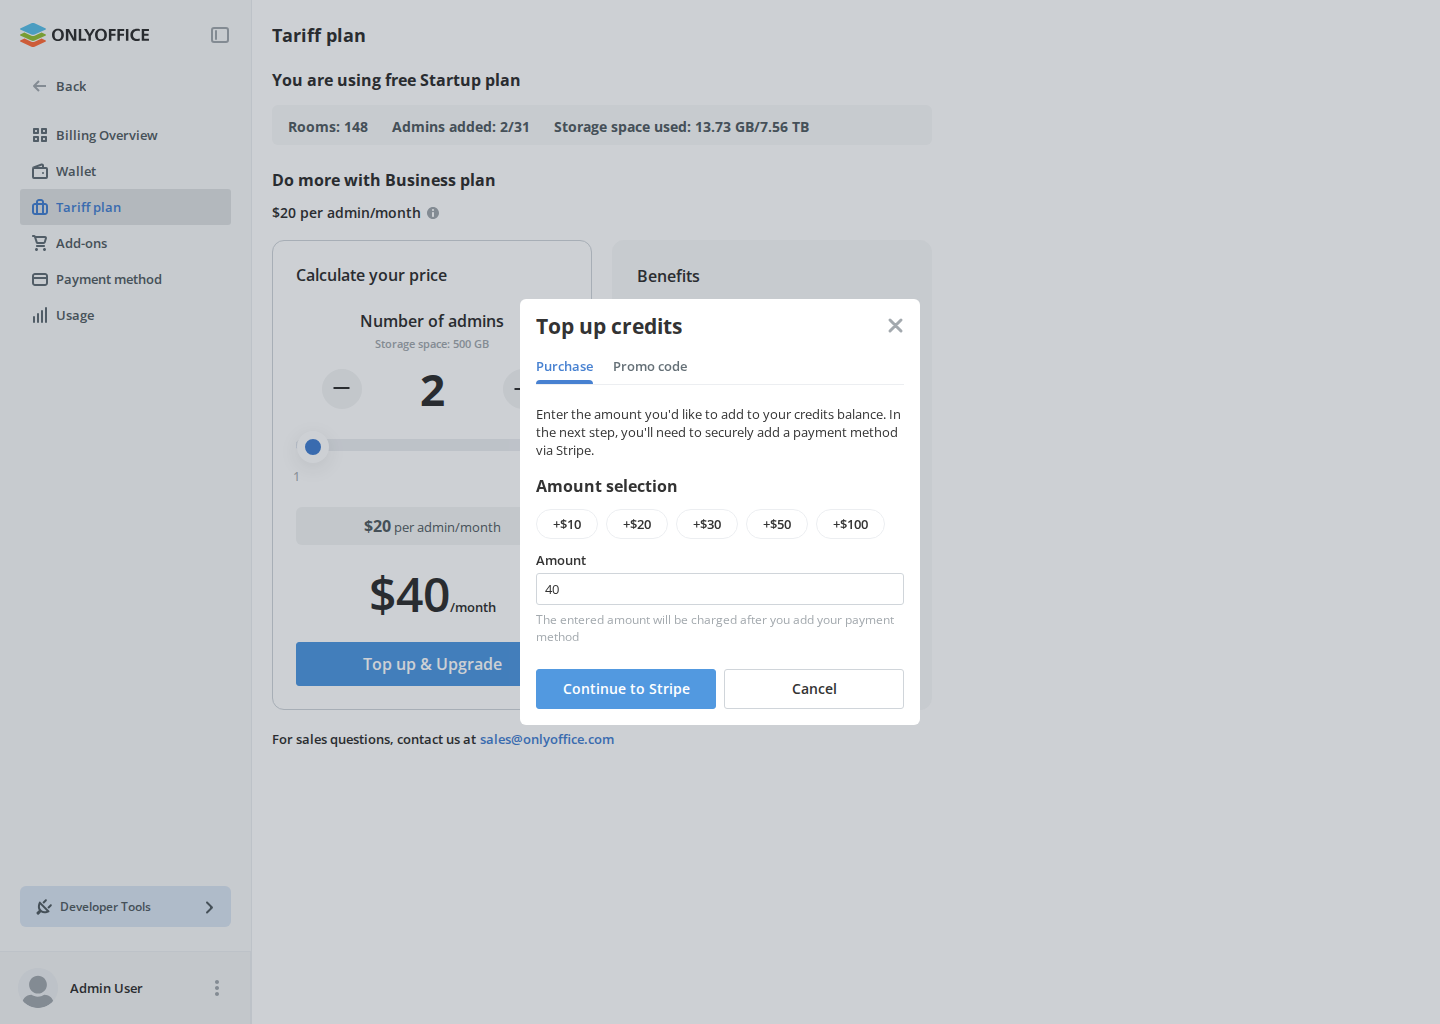 ONLYOFFICE
Back
Billing Overview
Wallet
Tariff plan
Add-ons
Payment method
Usage
Developer Tools
Admin User
Tariff plan
You are using free Startup plan
Rooms: 148 Admins added: 2/31 Storage space used: 13.73 GB/7.56 TB
Do more with Business plan
$20 per admin/month
Calculate your price
Number of admins
Storage space: 500 GB
2
1
$20 per admin/month
$40/month
Top up & Upgrade
Benefits
For sales questions, contact us at sales@onlyoffice.com
Top up credits
Purchase Promo code
Enter the amount you'd like to add to your credits balance. In
the next step, you'll need to securely add a payment method
via Stripe.
Amount selection
+$10 +$20 +$30 +$50 +$100
Amount
40
The entered amount will be charged after you add your payment
method
Continue to Stripe Cancel